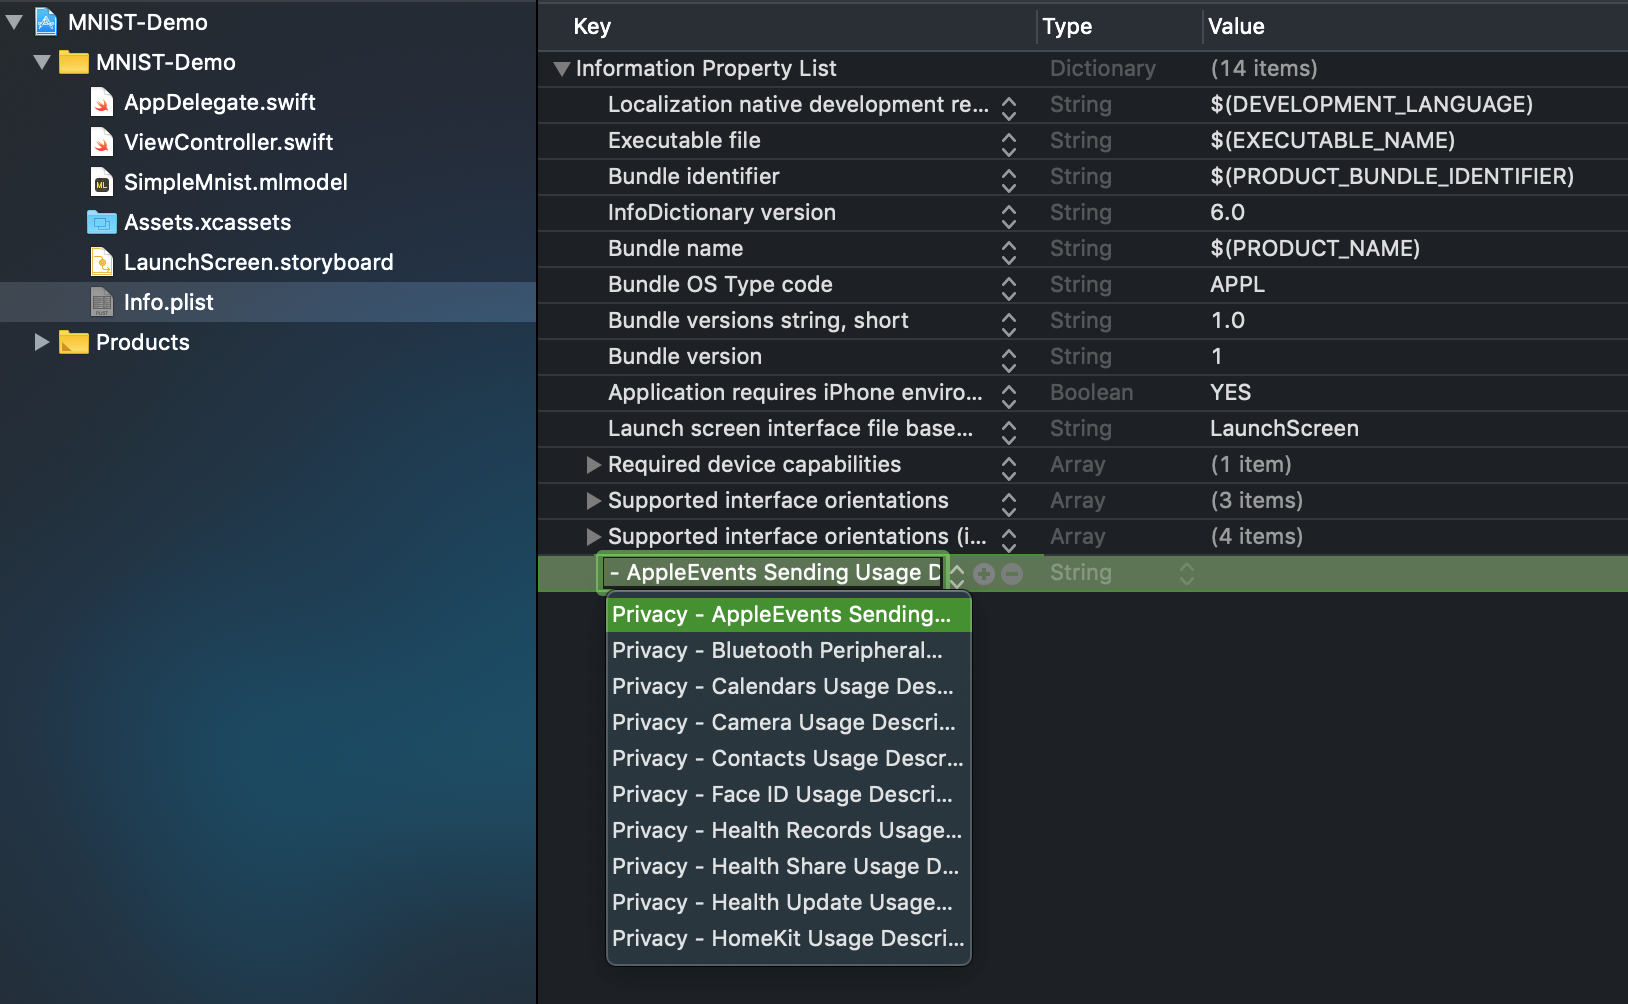 MNIST-Demo
MNIST-Demo
AppDelegate.swift
ViewController.swift
ML SimpleMnist.mlmodel
Assets.xcassets
LaunchScreen.storyboard
PLIST Info.plist
Products
Key Type Value
Information Property List Dictionary (14 items)
Localization native development re... String $(DEVELOPMENT_LANGUAGE)
Executable file String $(EXECUTABLE_NAME)
Bundle identifier String $(PRODUCT_BUNDLE_IDENTIFIER)
InfoDictionary version String 6.0
Bundle name String $(PRODUCT_NAME)
Bundle OS Type code String APPL
Bundle versions string, short String 1.0
Bundle version String 1
Application requires iPhone enviro... Boolean YES
Launch screen interface file base... String LaunchScreen
Required device capabilities Array (1 item)
Supported interface orientations Array (3 items)
Supported interface orientations (i... Array (4 items)
- AppleEvents Sending Usage D String
Privacy - AppleEvents Sending...
Privacy - Bluetooth Peripheral...
Privacy - Calendars Usage Des...
Privacy - Camera Usage Descri...
Privacy - Contacts Usage Descr...
Privacy - Face ID Usage Descri...
Privacy - Health Records Usage...
Privacy - Health Share Usage D...
Privacy - Health Update Usage...
Privacy - HomeKit Usage Descri...